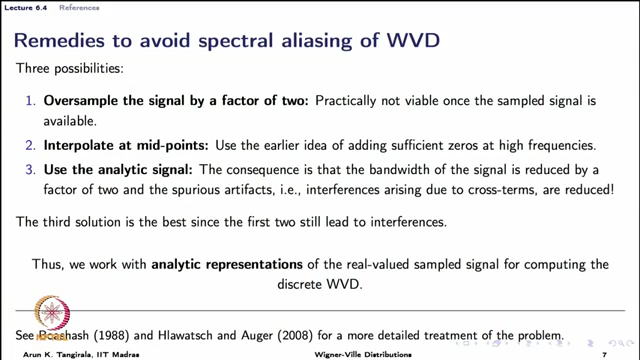 Lecture 6.4 References
Remedies to avoid spectral aliasing of WVD
Three possibilities:
1. Oversample the signal by a factor of two: Practically not viable once the sampled signal is
available.
2. Interpolate at mid-points: Use the earlier idea of adding sufficient zeros at high frequencies.
3. Use the analytic signal: The consequence is that the bandwidth of the signal is reduced by a
factor of two and the spurious artifacts, i.e., interferences arising due to cross-terms, are reduced!
The third solution is the best since the first two still lead to interferences.
Thus, we work with analytic representations of the real-valued sampled signal for computing the
discrete WVD.
See Boashash (1988) and Hlawatsch and Auger (2008) for a more detailed treatment of the problem.
Arun K. Tangirala, IIT Madras Wigner-Ville Distributions 7